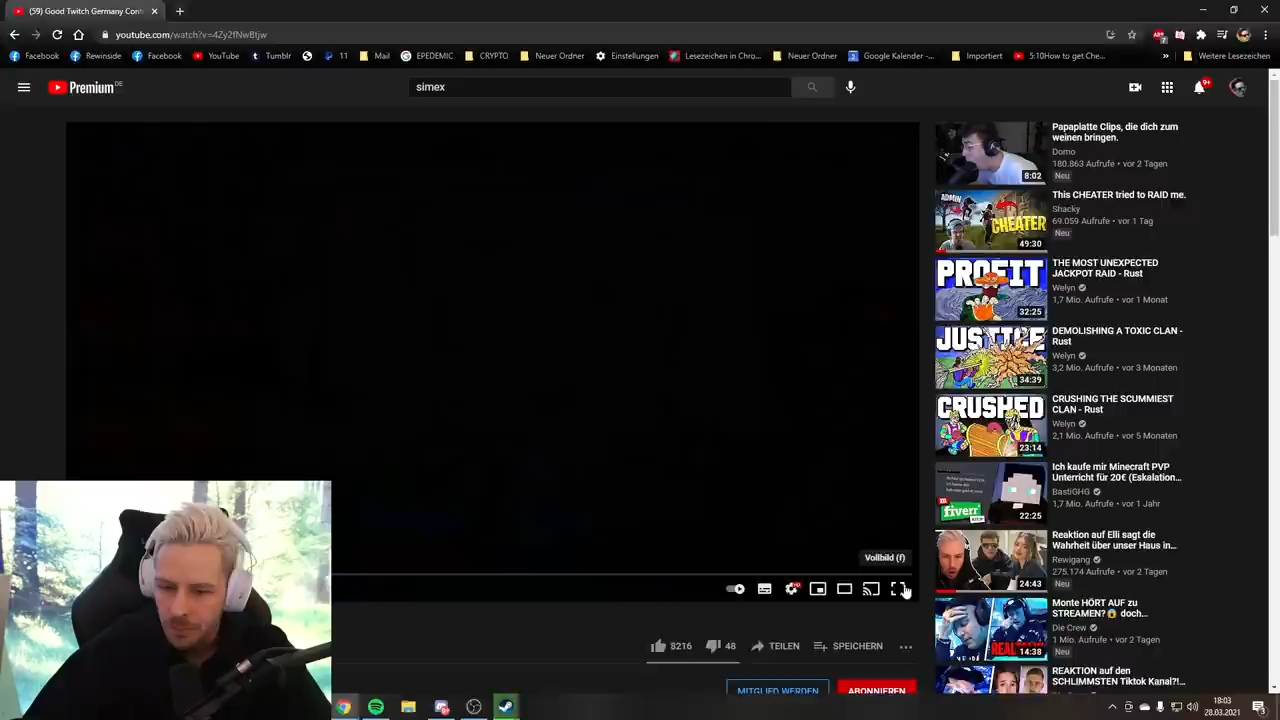 (59) Good Twitch Germany Con
youtube.com/watch?v=4Zy2fNwBtjw
Facebook
Rewinside
Facebook
YouTube
Tumblr
11
Mail
EPEDEMIC
CRYPTO
Neuer Ordner
Einstellungen
Lesezeichen in Chro...
Neuer Ordner
Google Kalender -...
Importiert
5:10How to get Che...
»
Weitere Lesezeichen
Premium DE
simex
9+
Papaplatte Clips, die dich zum
weinen bringen.
Domo
180.863 Aufrufe • vor 2 Tagen
Neu
8:02
This CHEATER tried to RAID me.
Shacky
69.059 Aufrufe • vor 1 Tag
Neu
ADMIN
CHEATER
49:30
THE MOST UNEXPECTED
JACKPOT RAID - Rust
Welyn
1,7 Mio. Aufrufe • vor 1 Monat
PROFIT
32:25
DEMOLISHING A TOXIC CLAN -
Rust
Welyn
3,2 Mio. Aufrufe • vor 3 Monaten
JUSTICE
34:39
CRUSHING THE SCUMMIEST
CLAN - Rust
Welyn
2,1 Mio. Aufrufe • vor 5 Monaten
CRUSHED
23:14
Ich kaufe mir Minecraft PVP
Unterricht für 20€ (Eskalation...
BastiGHG
1,7 Mio. Aufrufe • vor 1 Jahr
fiverr
22:25
Reaktion auf Elli sagt die
Wahrheit über unser Haus in...
Rewigang
275.174 Aufrufe • vor 2 Tagen
Neu
24:43
Monte HÖRT AUF zu
STREAMEN?😱 doch...
Die Crew
1 Mio. Aufrufe • vor 2 Tagen
Neu
REALTALK
14:38
REAKTION auf den
SCHLIMMSTEN Tiktok Kanal?!...
Vollbild (f)
HD
8216
48
TEILEN
SPEICHERN
MITGLIED WERDEN
ABONNIEREN
18:03
28.03.2021